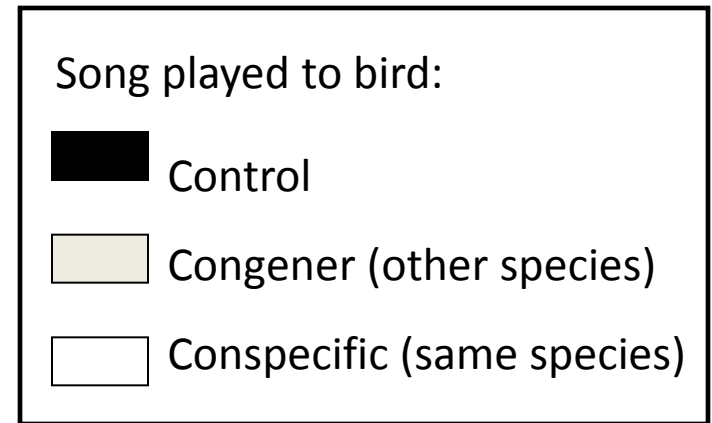 Song played to bird:
Control
Congener (other species)
Conspecific (same species)